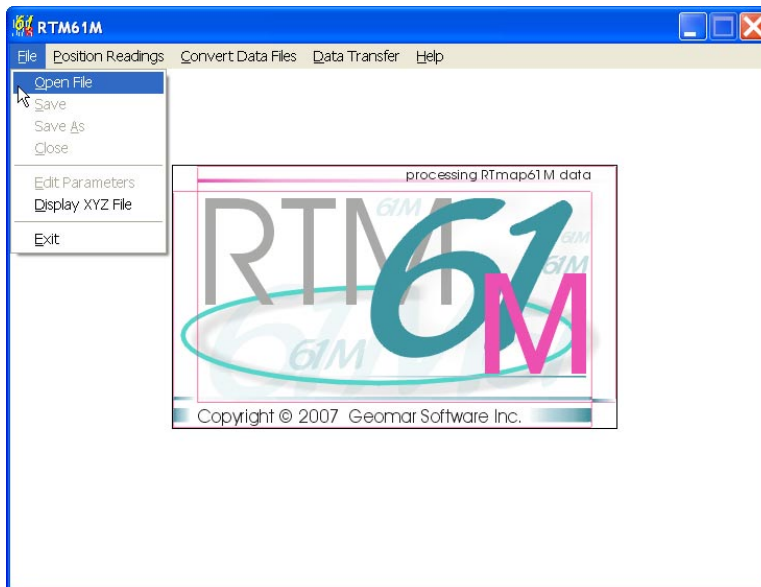 RTM61M
File Position Readings Convert Data Files Data Transfer Help
Open File
Save
Save As
Close
Edit Parameters
Display XYZ File
Exit
processing RTmap61M data
RTM 61 M
61M
61M
61M
61M
61M
Copyright © 2007 Geomar Software Inc.